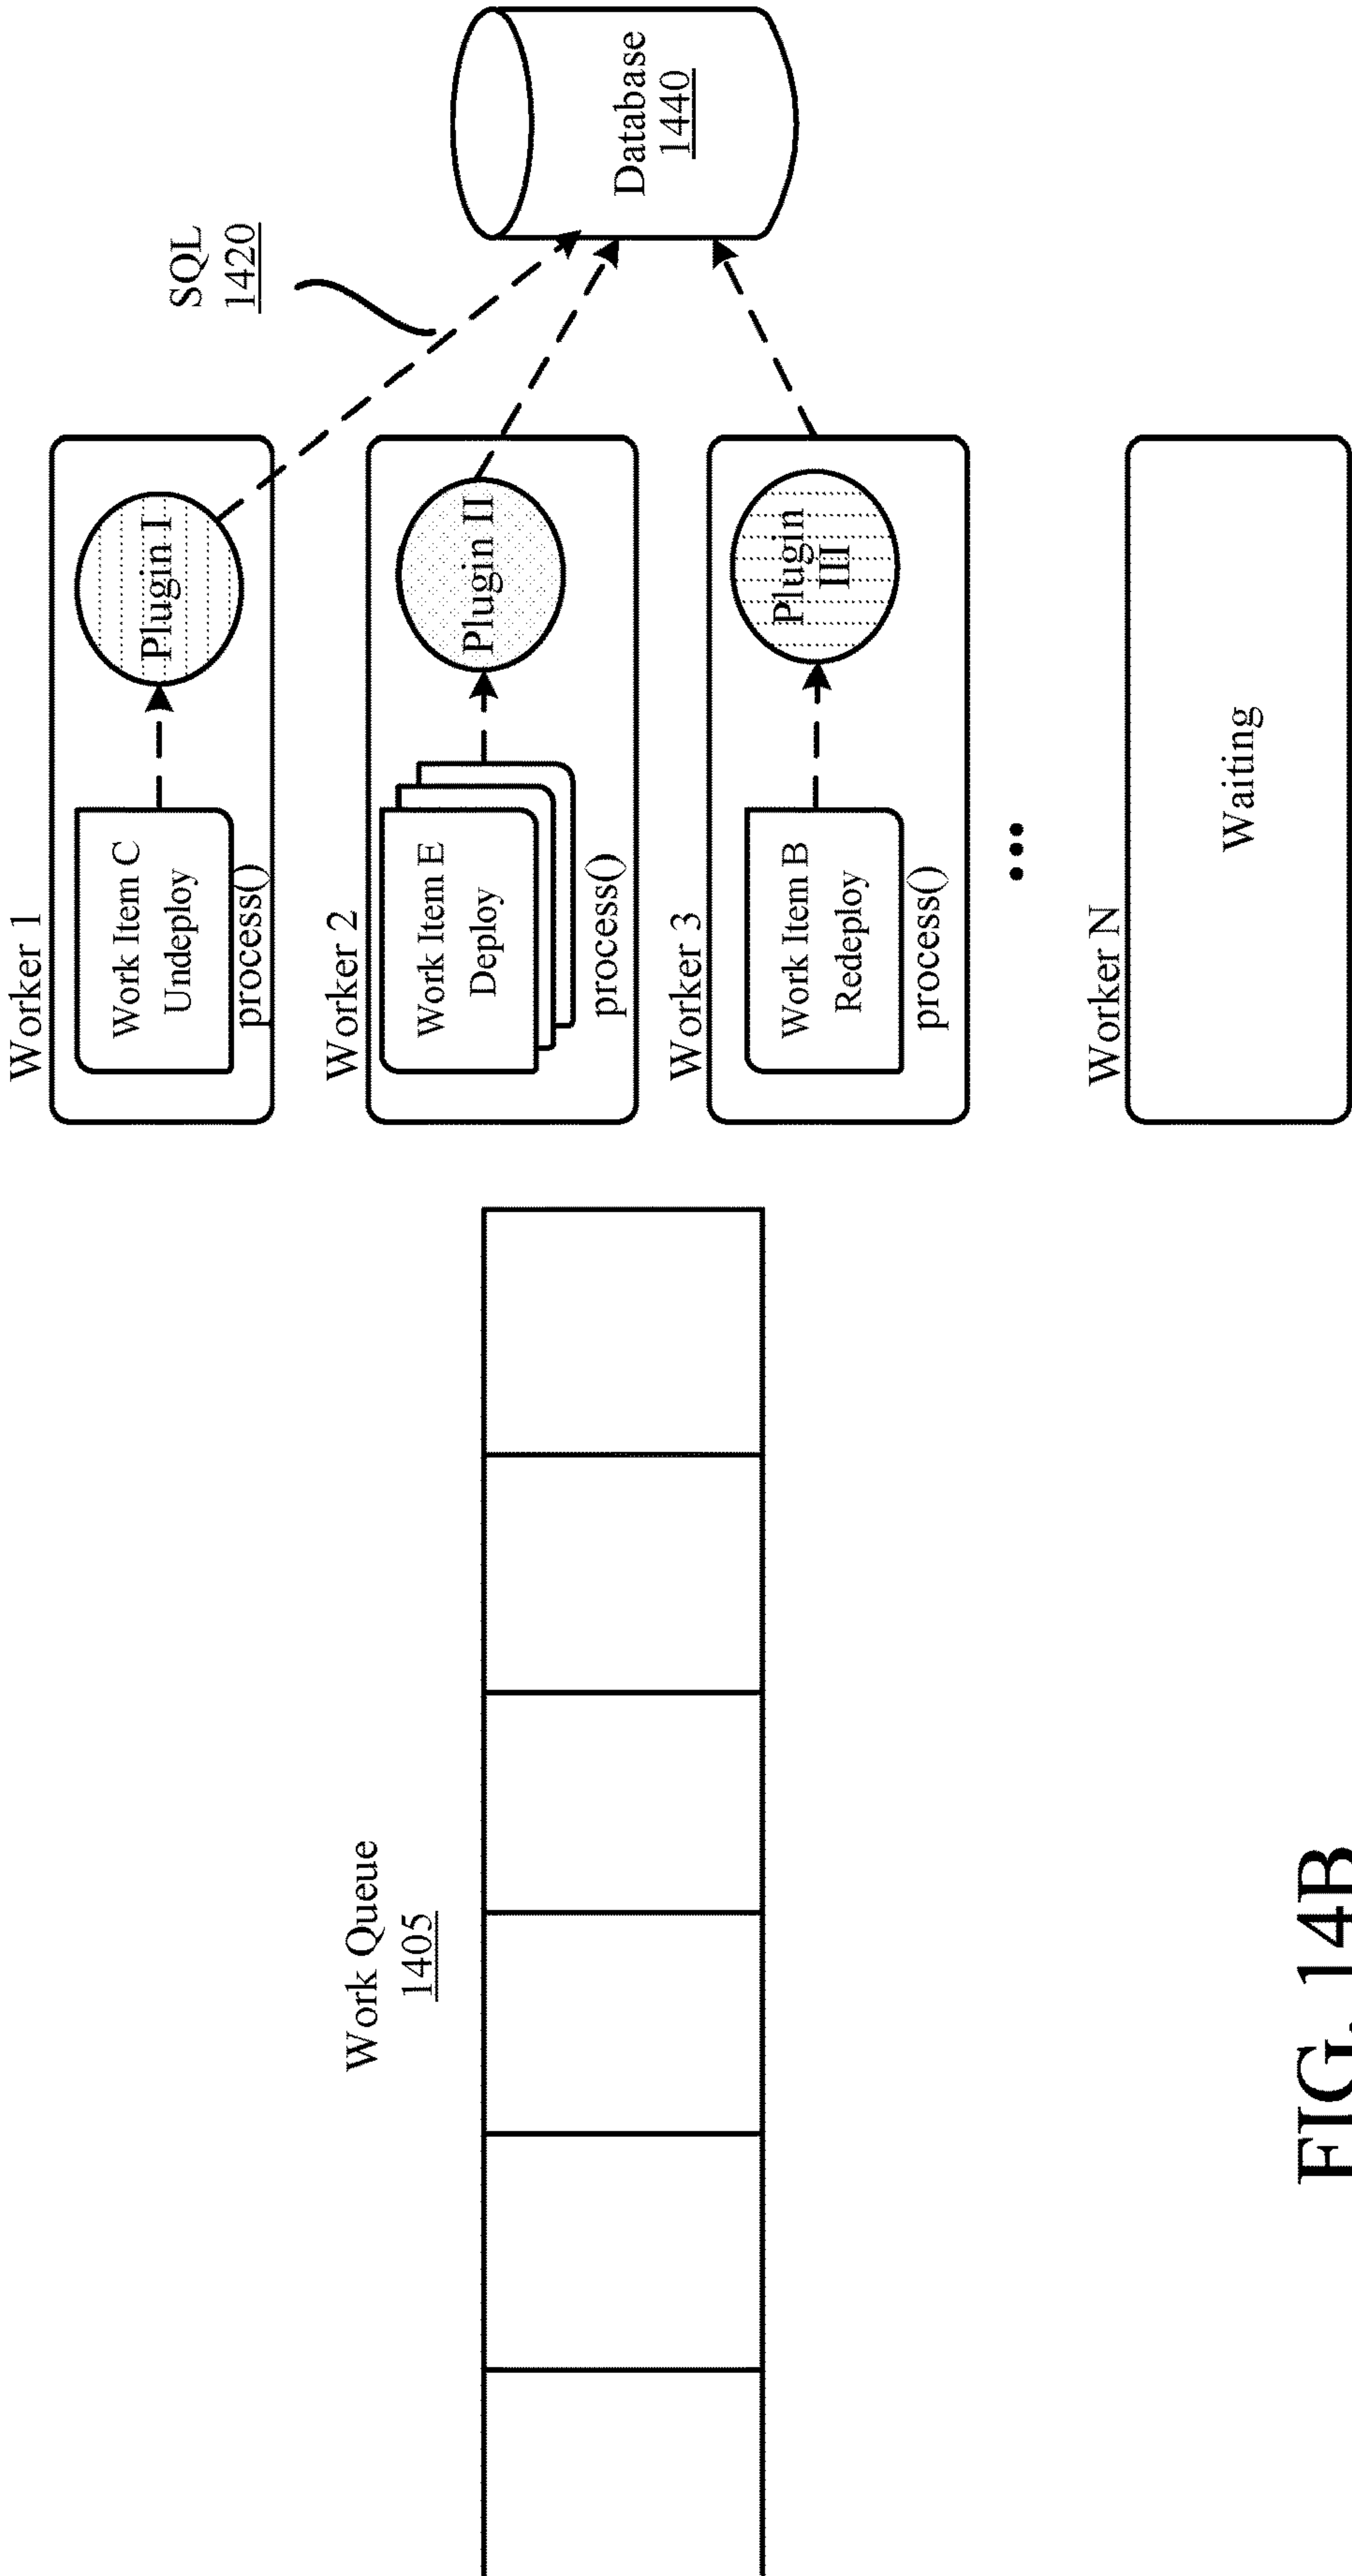 Work Queue
1405
Worker 1
Work Item C
Undeploy
process()
Plugin I
Worker 2
Work Item E
Deploy
process()
Plugin II
Worker 3
Work Item B
Redeploy
process()
Plugin
III
...
Worker N
Waiting
SQL
1420
Database
1440
FIG. 14B